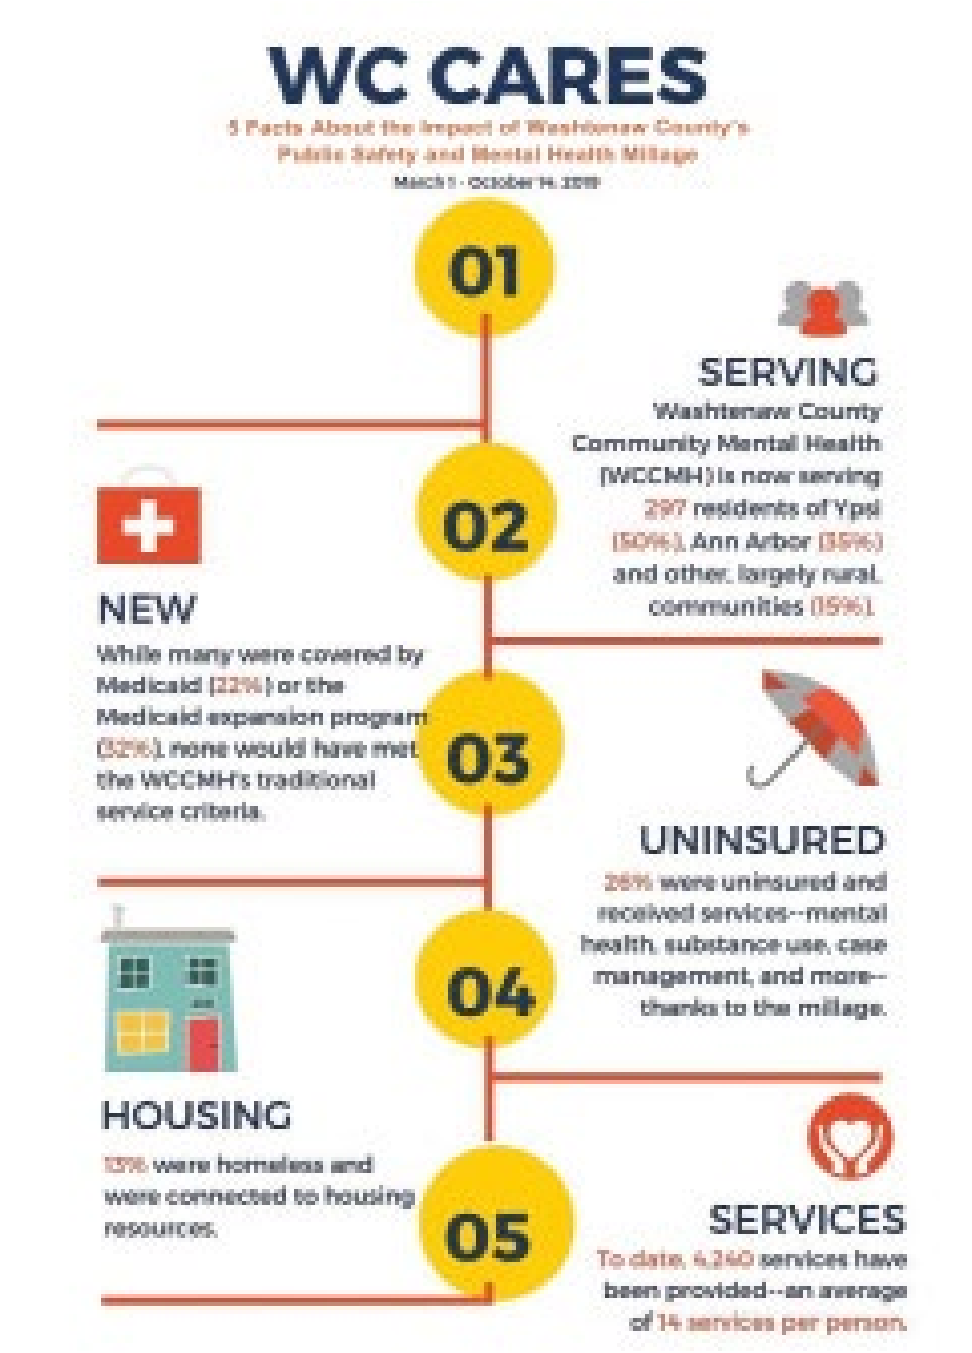 WC CARES
5 Facts About the Impact of Washtenaw County's
Public Safety and Mental Health Millage
March 1 - October 14, 2019
01
SERVING
Washtenaw County
Community Mental Health
(WCCMH) is now serving
297 residents of Ypsi
(50%), Ann Arbor (35%)
and other, largely rural,
communities (15%).
02
NEW
While many were covered by
Medicaid (22%) or the
Medicaid expansion program
(32%), none would have met
the WCCMH's traditional
service criteria.
03
UNINSURED
26% were uninsured and
received services--mental
health, substance use, case
management, and more--
thanks to the millage.
04
HOUSING
13% were homeless and
were connected to housing
resources.
05
SERVICES
To date, 4,240 services have
been provided--an average
of 14 services per person.